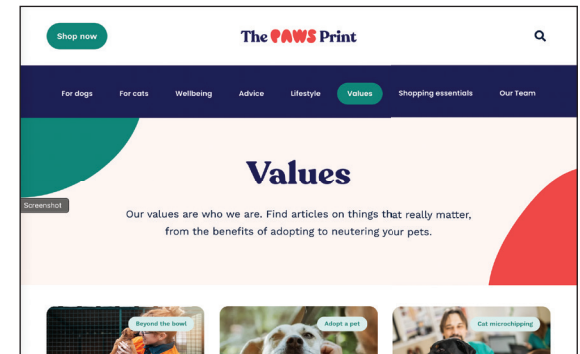 Shop now
The PAWS Print
For dogs
For cats
Wellbeing
Advice
Lifestyle
Values
Shopping essentials
Our Team
Values
Screenshot
Our values are who we are. Find articles on things that really matter,
from the benefits of adopting to neutering your pets.
Beyond the bowl
Adopt a pet
Cat microchipping